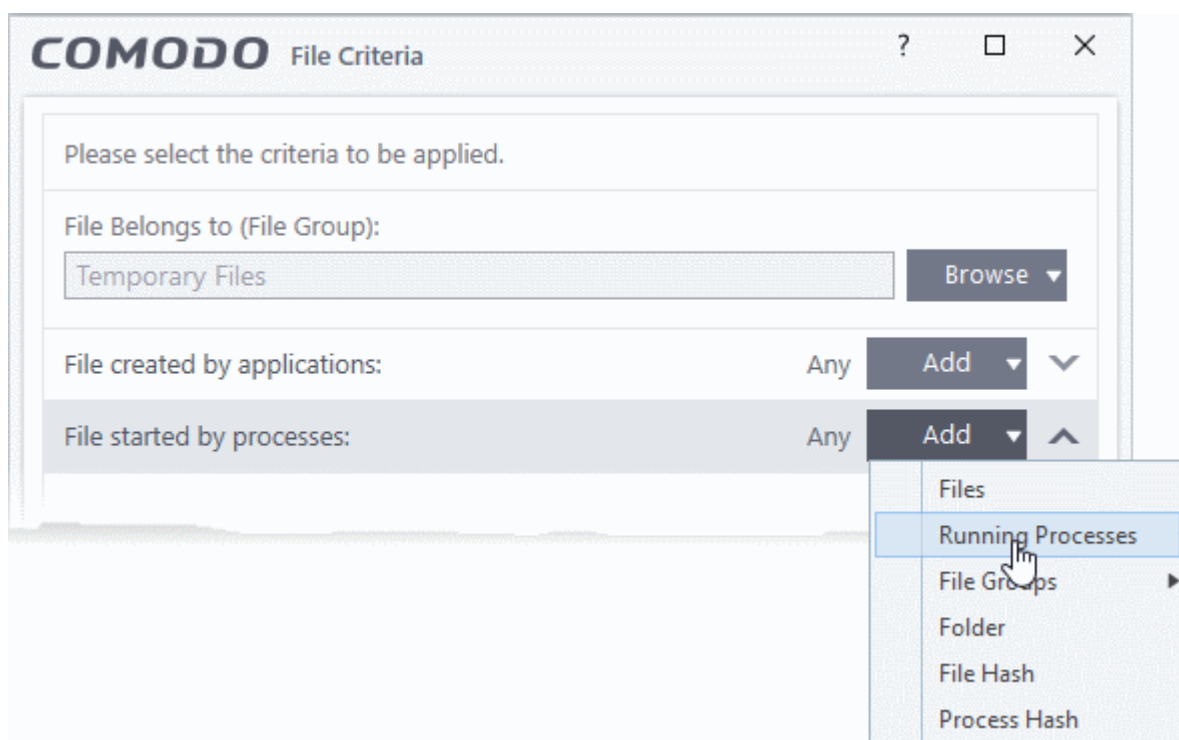 COMODO File Criteria ?
Please select the criteria to be applied.
File Belongs to (File Group):
Temporary Files Browse
File created by applications: Any Add
File started by processes: Any Add
Files
Running Processes
File Groups
Folder
File Hash
Process Hash